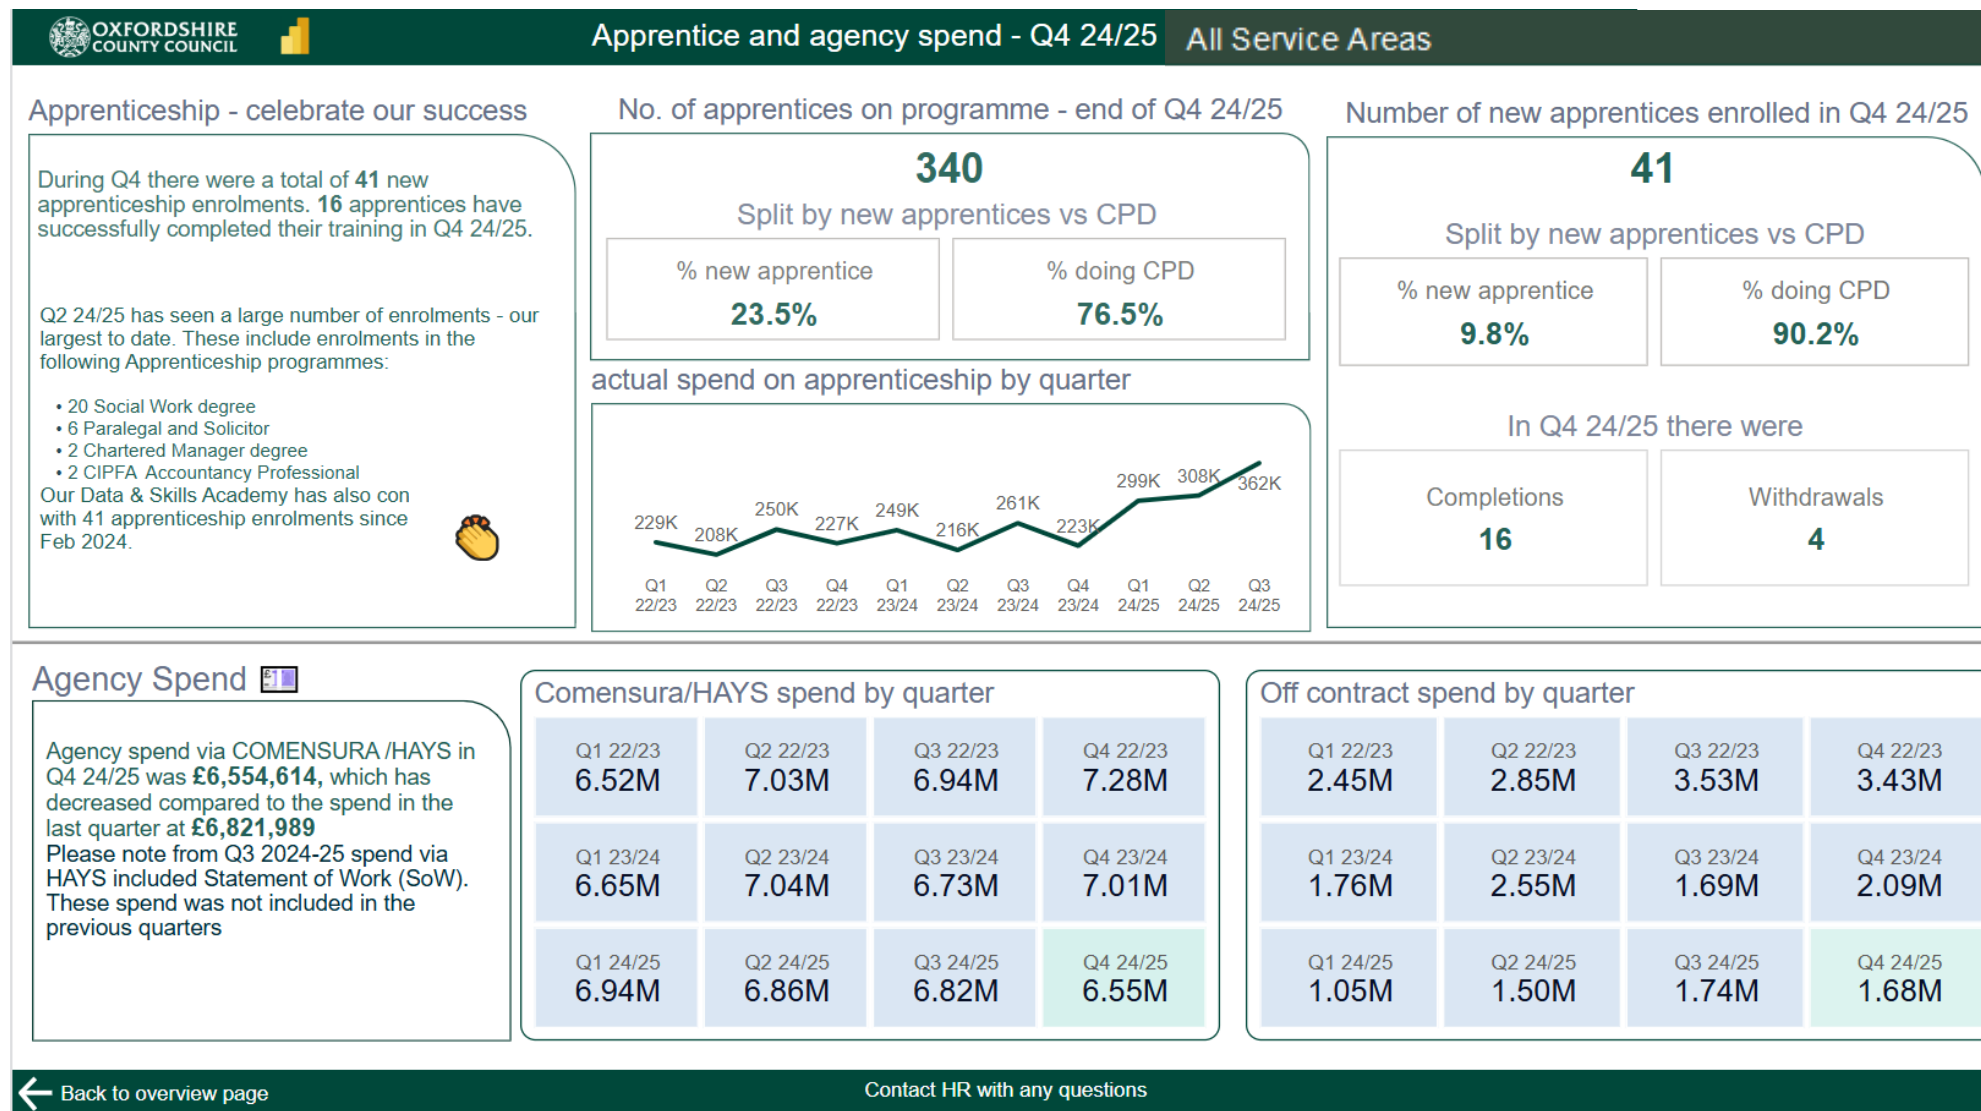 OXFORDSHIRE
COUNTY COUNCIL
Apprentice and agency spend - Q4 24/25
All Service Areas
Apprenticeship - celebrate our success
During Q4 there were a total of 41 new
apprenticeship enrolments. 16 apprentices have
successfully completed their training in Q4 24/25.
Q2 24/25 has seen a large number of enrolments - our
largest to date. These include enrolments in the
following Apprenticeship programmes:
• 20 Social Work degree
• 6 Paralegal and Solicitor
• 2 Chartered Manager degree
• 2 CIPFA Accountancy Professional
Our Data & Skills Academy has also con
with 41 apprenticeship enrolments since
Feb 2024.
No. of apprentices on programme - end of Q4 24/25
340
Split by new apprentices vs CPD
% new apprentice
23.5%
% doing CPD
76.5%
actual spend on apprenticeship by quarter
229K 208K 250K 227K 249K 216K 261K 223K 299K 308K 362K
Q1 Q2 Q3 Q4 Q1 Q2 Q3 Q4 Q1 Q2 Q3
22/23 22/23 22/23 22/23 23/24 23/24 23/24 23/24 24/25 24/25 24/25
Number of new apprentices enrolled in Q4 24/25
41
Split by new apprentices vs CPD
% new apprentice
9.8%
% doing CPD
90.2%
In Q4 24/25 there were
Completions
16
Withdrawals
4
Agency Spend
Agency spend via COMENSURA /HAYS in
Q4 24/25 was £6,554,614, which has
decreased compared to the spend in the
last quarter at £6,821,989
Please note from Q3 2024-25 spend via
HAYS included Statement of Work (SoW).
These spend was not included in the
previous quarters
Comensura/HAYS spend by quarter
Q1 22/23 Q2 22/23 Q3 22/23 Q4 22/23
6.52M 7.03M 6.94M 7.28M
Q1 23/24 Q2 23/24 Q3 23/24 Q4 23/24
6.65M 7.04M 6.73M 7.01M
Q1 24/25 Q2 24/25 Q3 24/25 Q4 24/25
6.94M 6.86M 6.82M 6.55M
Off contract spend by quarter
Q1 22/23 Q2 22/23 Q3 22/23 Q4 22/23
2.45M 2.85M 3.53M 3.43M
Q1 23/24 Q2 23/24 Q3 23/24 Q4 23/24
1.76M 2.55M 1.69M 2.09M
Q1 24/25 Q2 24/25 Q3 24/25 Q4 24/25
1.05M 1.50M 1.74M 1.68M
Back to overview page
Contact HR with any questions